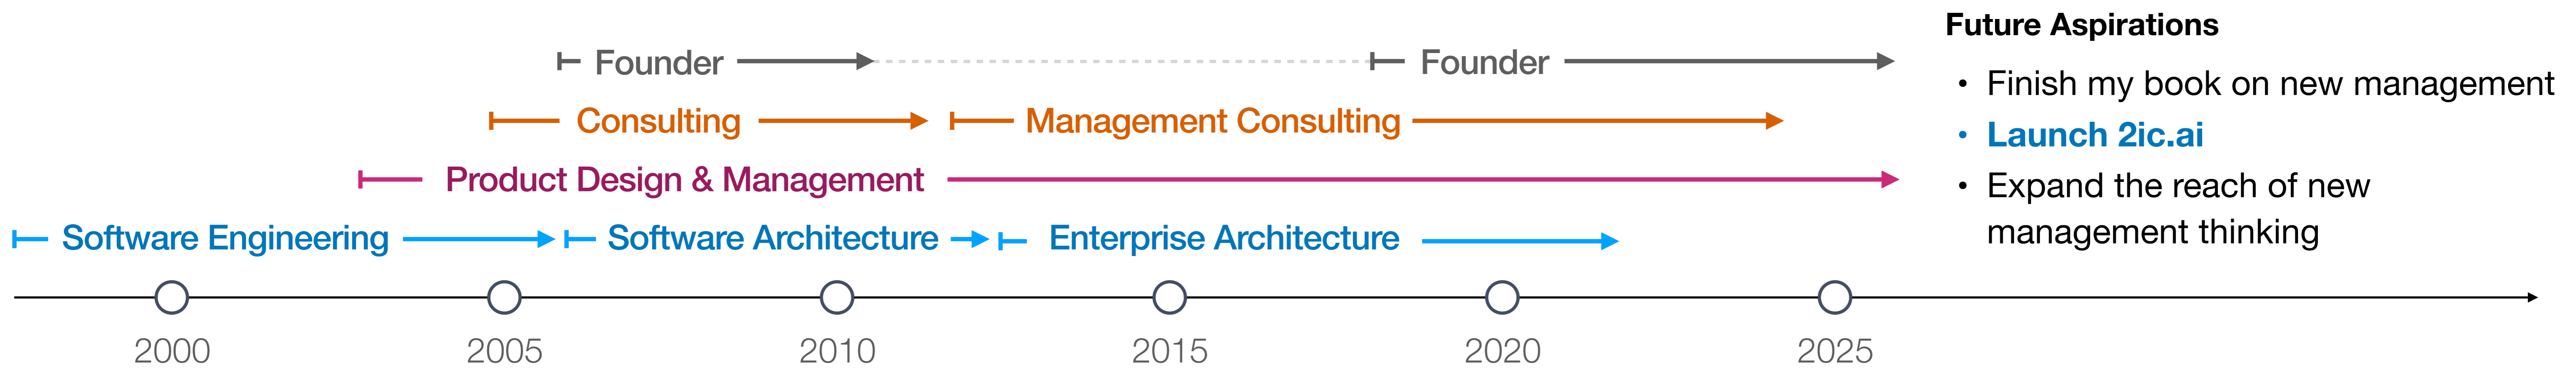 Future Aspirations
Founder
Founder
• Finish my book on new management
Consulting
Management Consulting
• Launch 2ic.ai
Product Design & Management
• Expand the reach of new
management thinking
Software Engineering
Software Architecture
Enterprise Architecture
2000
2005
2010
2015
2020
2025